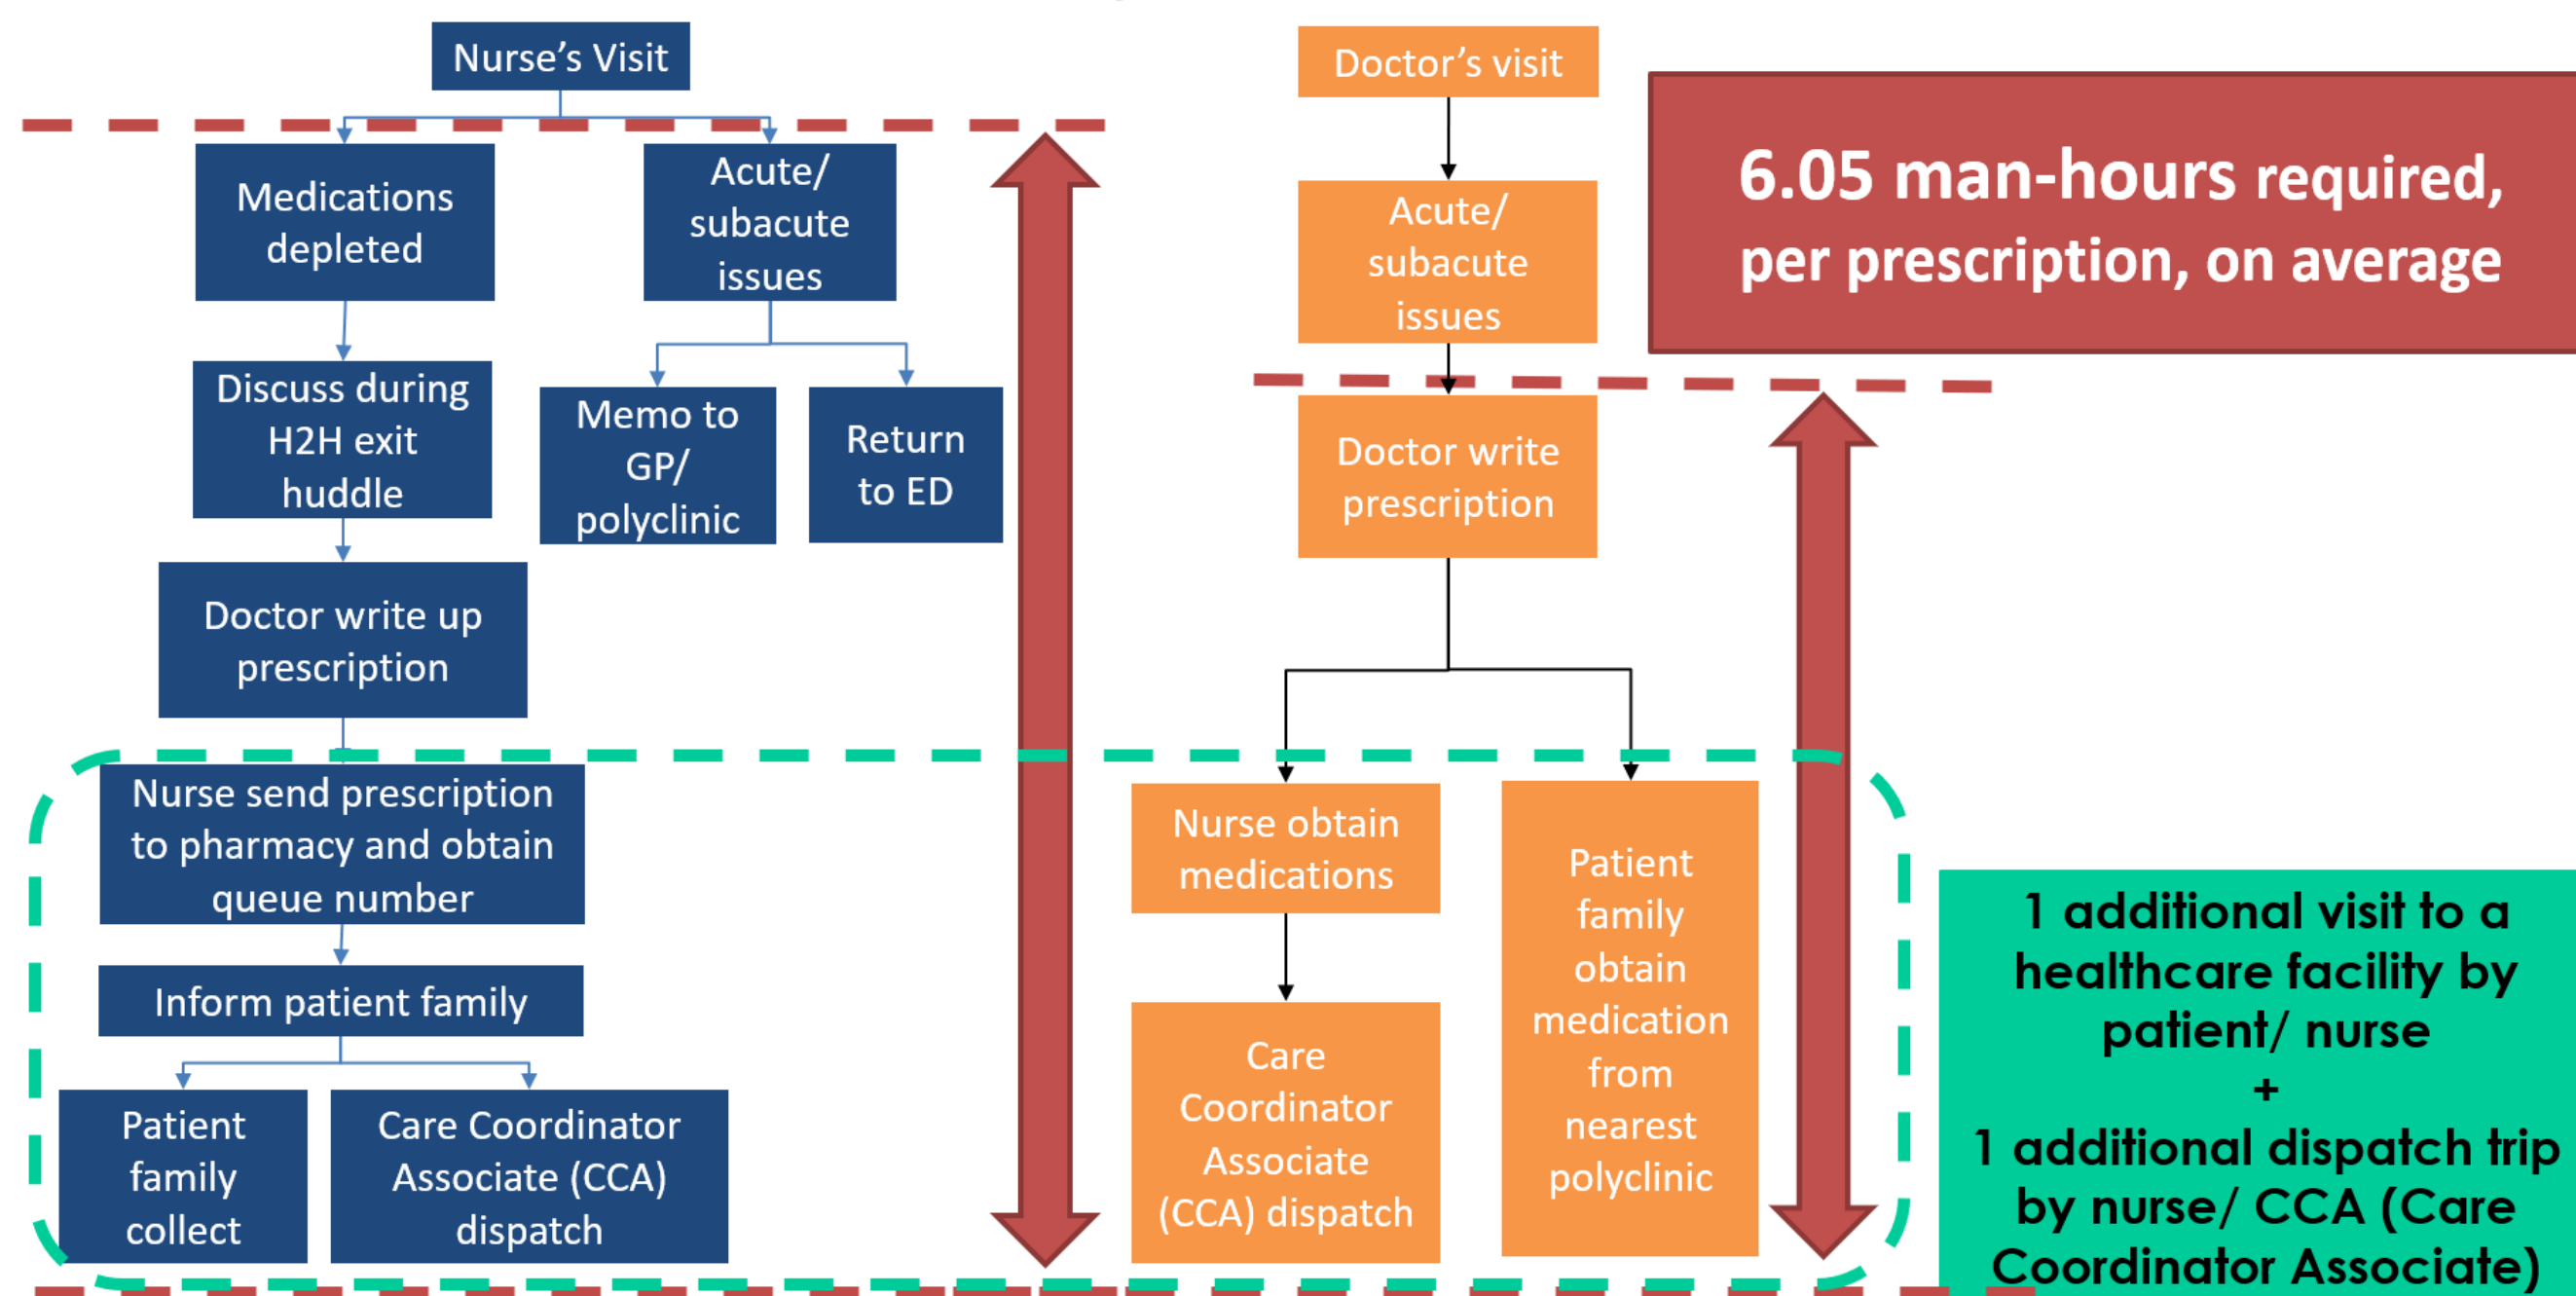 Nurse's Visit
Medications
depleted
Acute/
subacute
issues
Discuss during
H2H exit
huddle
Memo to
GP/
polyclinic
Return
to ED
Doctor write up
prescription
Nurse send prescription
to pharmacy and obtain
queue number
Inform patient family
Patient
family
collect
Care Coordinator
Associate (CCA)
dispatch
Doctor's visit
Acute/
subacute
issues
Doctor write
prescription
Nurse obtain
medications
Care
Coordinator
Associate
(CCA) dispatch
Patient
family
obtain
medication
from
nearest
polyclinic
6.05 man-hours required,
per prescription, on average
1 additional visit to a
healthcare facility by
patient/ nurse
+
1 additional dispatch trip
by nurse/ CCA (Care
Coordinator Associate)